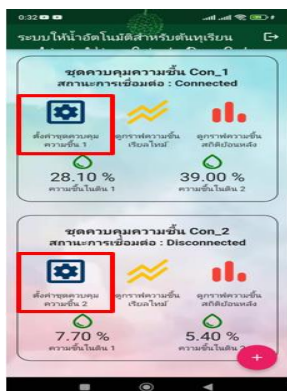 0:32
ระบบให้น้ำอัตโนมัติสำหรับต้นทุเรียน
ชุดควบคุมความชื้น Con_1
สถานะการเชื่อมต่อ : Connected
ตั้งค่าชุดควบคุม ดูกราฟความชื้น ดูกราฟความชื้น
ความชื้น 1 เรียลไทม์ สถิติย้อนหลัง
28.10 % 39.00 %
ความชื้นในดิน 1 ความชื้นในดิน 2
ชุดควบคุมความชื้น Con_2
สถานะการเชื่อมต่อ : Disconnected
ตั้งค่าชุดควบคุม ดูกราฟความชื้น ดูกราฟความชื้น
ความชื้น 2 เรียลไทม์ สถิติย้อนหลัง
7.70 % 5.40 %
ความชื้นในดิน 1 ความชื้นในดิน 2
+